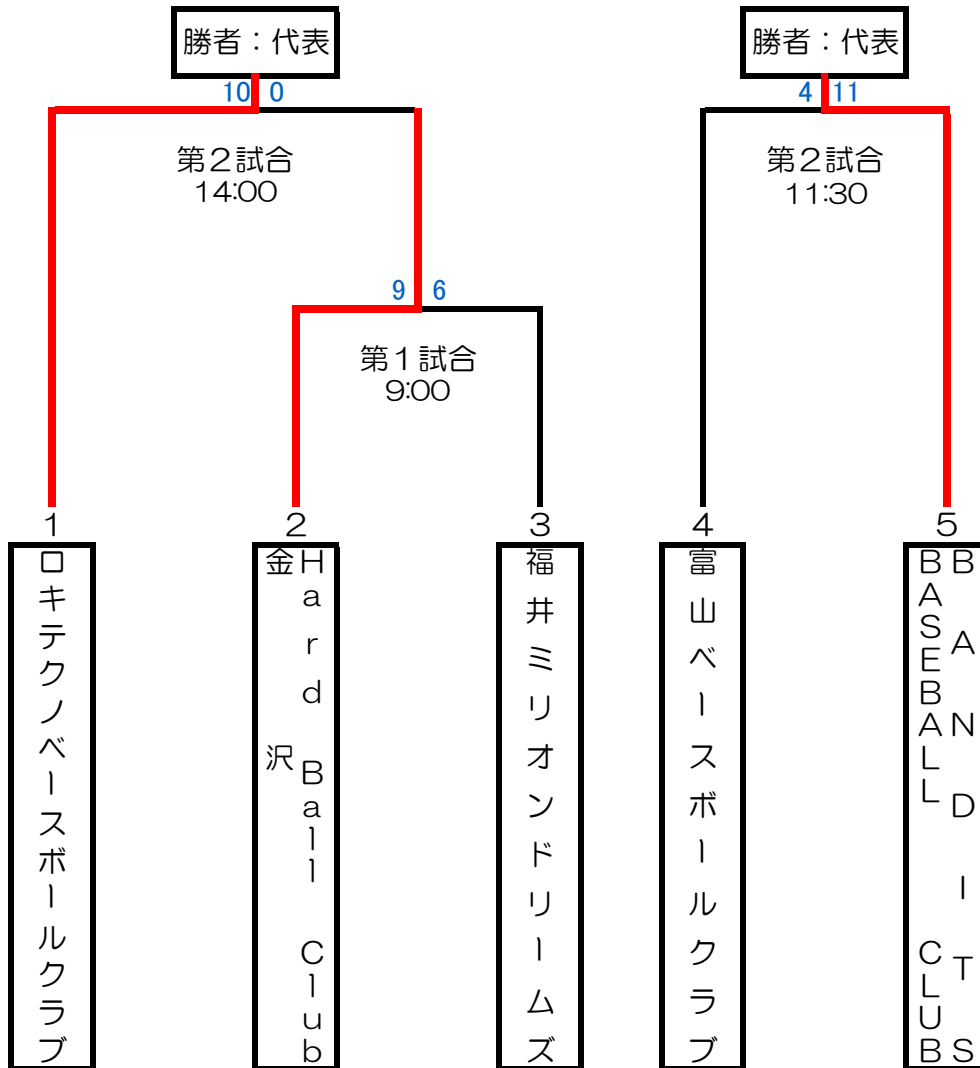 勝者：代表
勝者：代表
10 0
4 11
第２試合
14:00
第２試合
11:30
9 6
第１試合
9:00
1
2
3
4
5
ロキテクノベースボールクラブ
Hard Ball Club
金沢
福井ミリオンドリームズ
富山ベースボールクラブ
BANDITS
BASEBALL CLUB